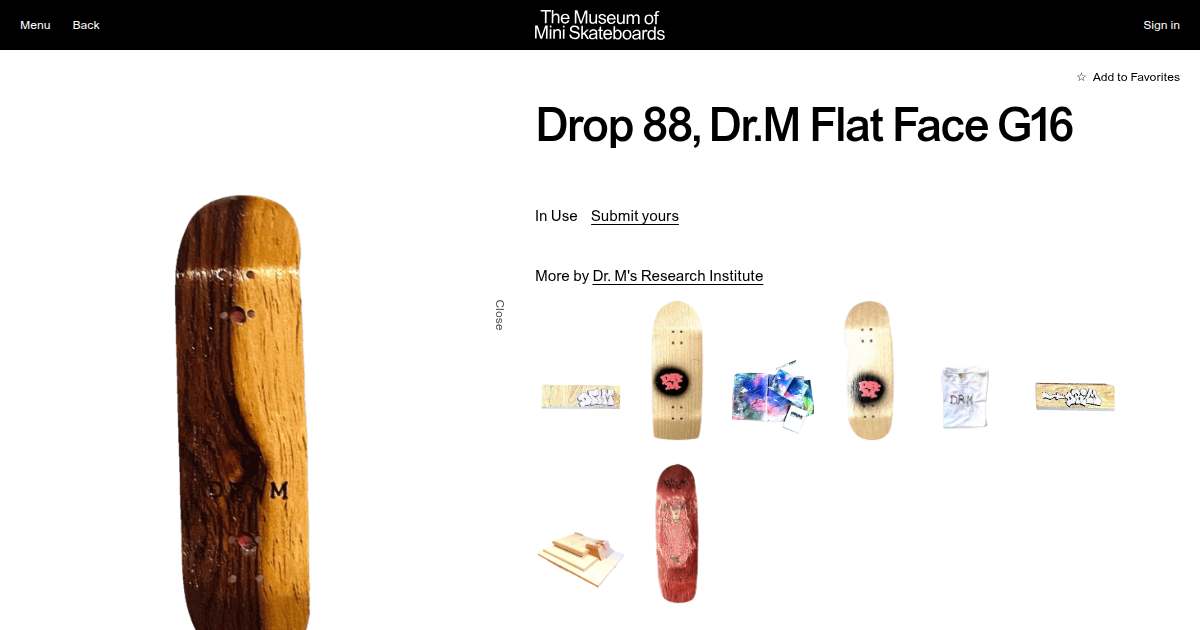 Menu
Back
The Museum of
Mini Skateboards
Sign in
☆ Add to Favorites
Drop 88, Dr.M Flat Face G16
In Use
Submit yours
More by Dr. M's Research Institute
Close
DR.M